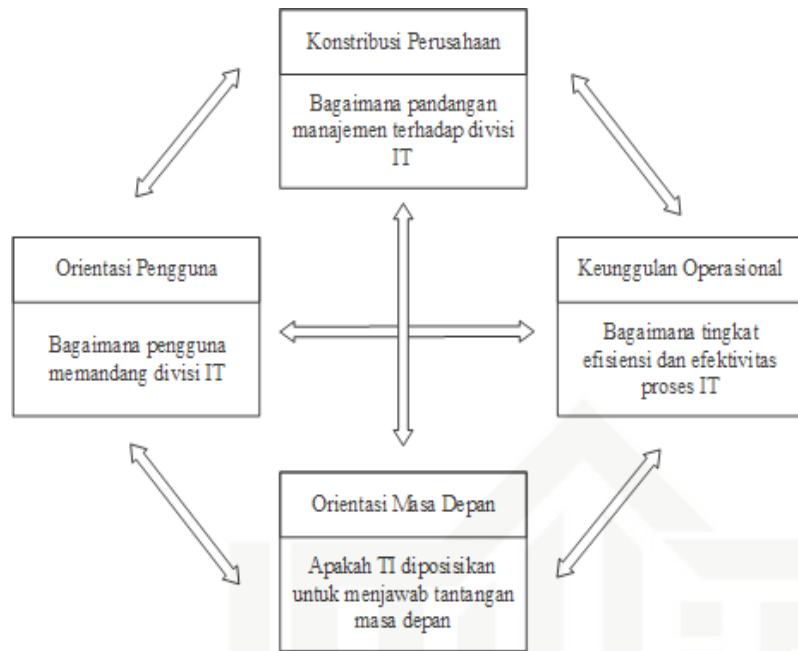 Konstribusi Perusahaan
Bagaimana pandangan
manajemen terhadap divisi
IT
Orientasi Pengguna
Bagaimana pengguna
memandang divisi IT
Keunggulan Operasional
Bagaimana tingkat
efisiensi dan efektivitas
proses IT
Orientasi Masa Depan
Apakah TI diposisikan
untuk menjawab tantangan
masa depan